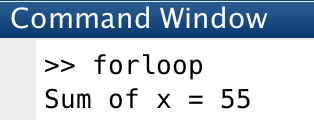 Command Window
>> forloop
Sum of x = 55